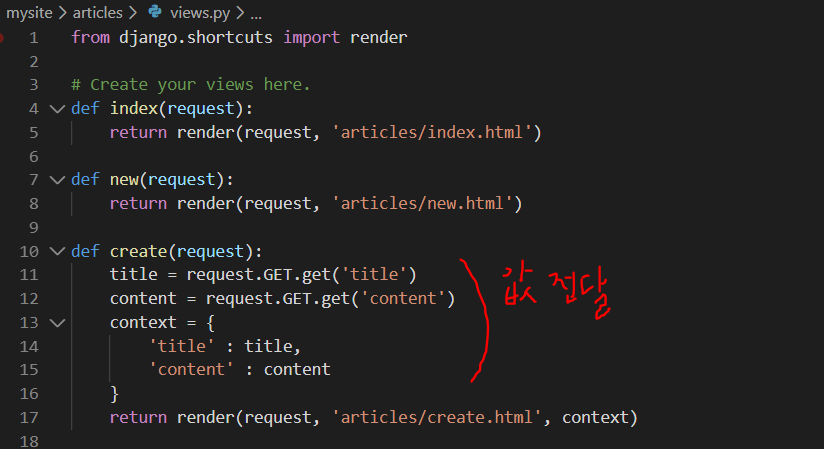 mysite > articles > views.py > ...
1 from django.shortcuts import render
2
3 # Create your views here.
4 def index(request):
5     return render(request, 'articles/index.html')
6
7 def new(request):
8     return render(request, 'articles/new.html')
9
10 def create(request):
11     title = request.GET.get('title')
12     content = request.GET.get('content')
13     context = {
14         'title' : title,
15         'content' : content
16     }
17     return render(request, 'articles/create.html', context)
18
값 전달